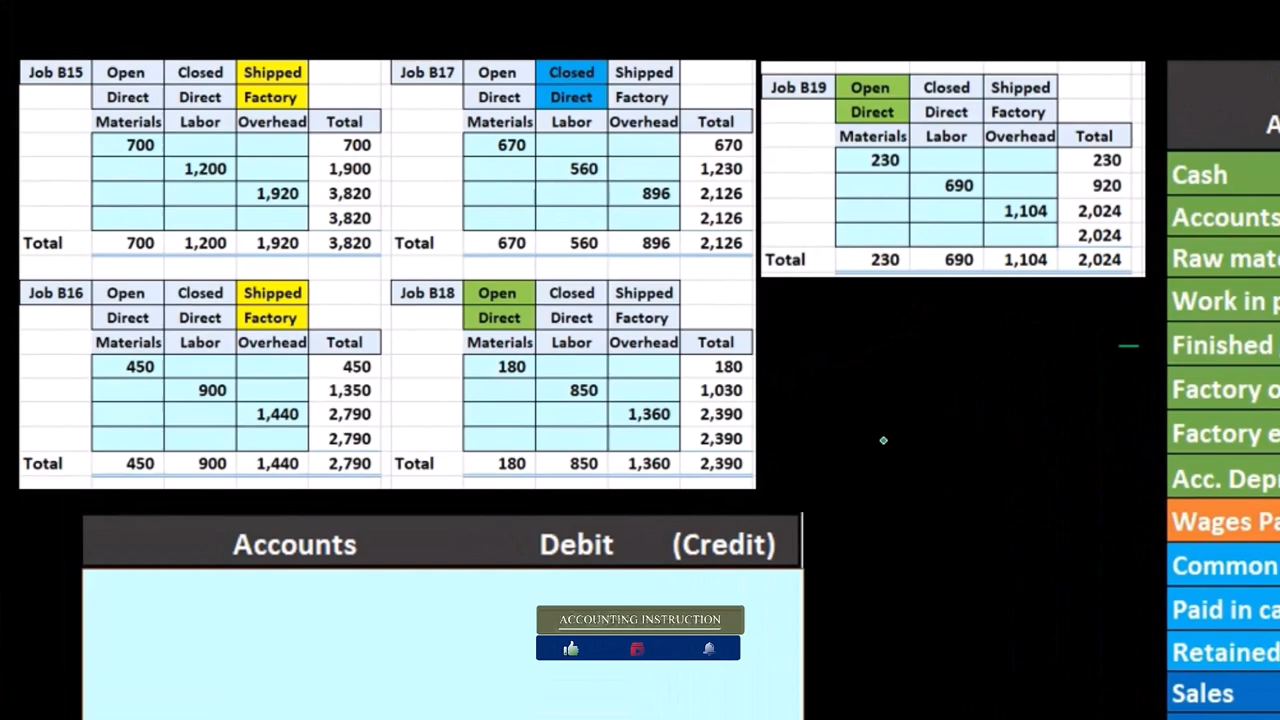 Job B15 Open Closed Shipped
Direct Direct Factory
Materials Labor Overhead Total
700 700
1,200 1,900
1,920 3,820
3,820
Total 700 1,200 1,920 3,820
Job B16 Open Closed Shipped
Direct Direct Factory
Materials Labor Overhead Total
450 450
900 1,350
1,440 2,790
2,790
Total 450 900 1,440 2,790
Job B17 Open Closed Shipped
Direct Direct Factory
Materials Labor Overhead Total
670 670
560 1,230
896 2,126
2,126
Total 670 560 896 2,126
Job B18 Open Closed Shipped
Direct Direct Factory
Materials Labor Overhead Total
180 180
850 1,030
1,360 2,390
2,390
Total 180 850 1,360 2,390
Job B19 Open Closed Shipped
Direct Direct Factory
Materials Labor Overhead Total
230 230
690 920
1,104 2,024
2,024
Total 230 690 1,104 2,024
Accounts Debit (Credit)
ACCOUNTING INSTRUCTION
A
Cash
Accounts
Raw mate
Work in p
Finished
Factory o
Factory e
Acc. Depr
Wages Pa
Common
Paid in ca
Retained
Sales